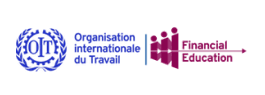 OIT
Organisation
internationale
du Travail
Financial
Education